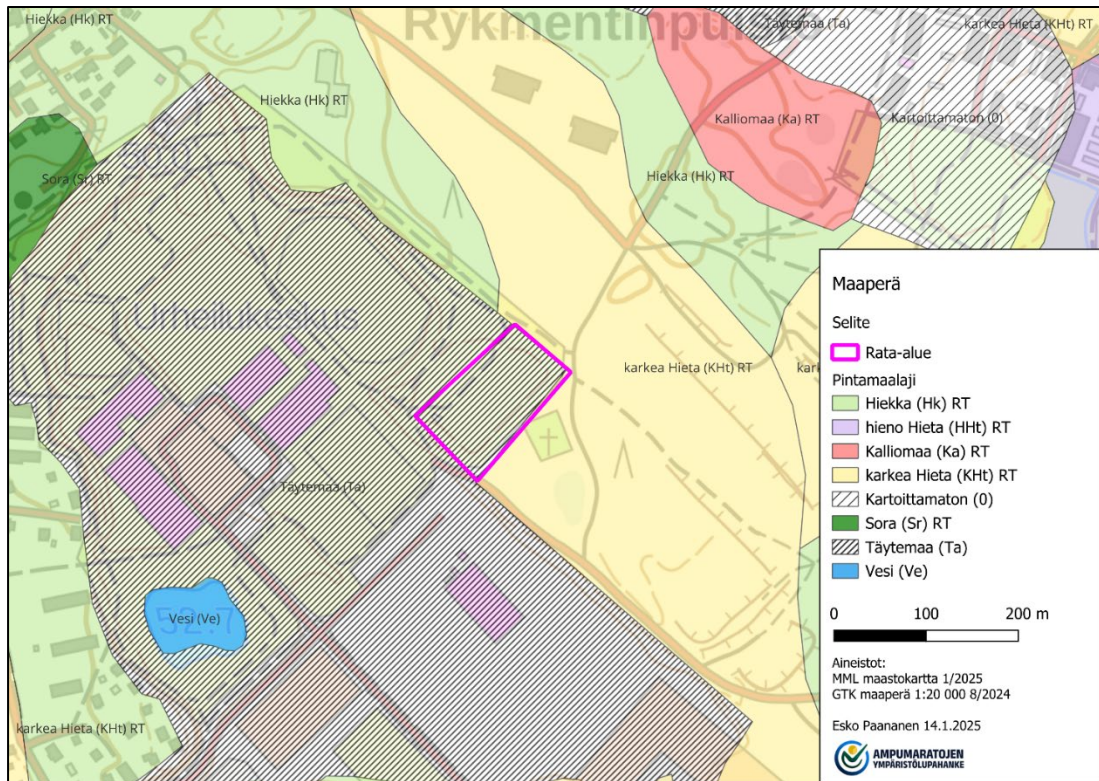 Hiekka (Hk) RT
Rykmentinpu
Täytemaa (Ta)
karkea Hieta (KHt) RT
Hiekka (Hk) RT
Kalliomaa (Ka) RT
Kartoittamaton (0)
Sora (Sr) RT
Hiekka (Hk) RT
Urheilukeskus
karkea Hieta (KHt) RT
Täytemaa (Ta)
Vesi (Ve)
52.7
karkea Hieta (KHt) RT
Maaperä
Selite
Rata-alue
Pintamaalaji
Hiekka (Hk) RT
hieno Hieta (HHt) RT
Kalliomaa (Ka) RT
karkea Hieta (KHt) RT
Kartoittamaton (0)
Sora (Sr) RT
Täytemaa (Ta)
Vesi (Ve)
0 100 200 m
Aineistot:
MML maastokartta 1/2025
GTK maaperä 1:20 000 8/2024
Esko Paananen 14.1.2025
AMPUMARATOJEN
YMPÄRISTÖLUPAHANKE